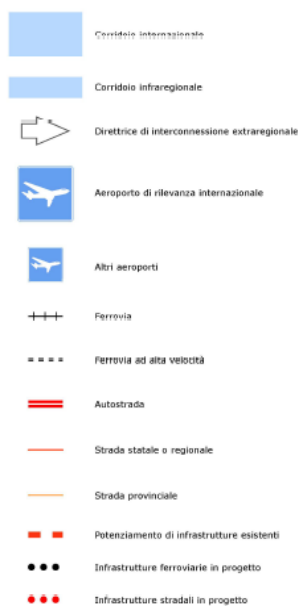 Corridoio internazionale
Corridoio infraregionale
Direttrice di interconnessione extraregionale
Aeroporto di rilevanza internazionale
Altri aeroporti
Ferrovia
Ferrovia ad alta velocità
Autostrada
Strada statale o regionale
Strada provinciale
Potenziamento di infrastrutture esistenti
Infrastrutture ferroviarie in progetto
Infrastrutture stradali in progetto